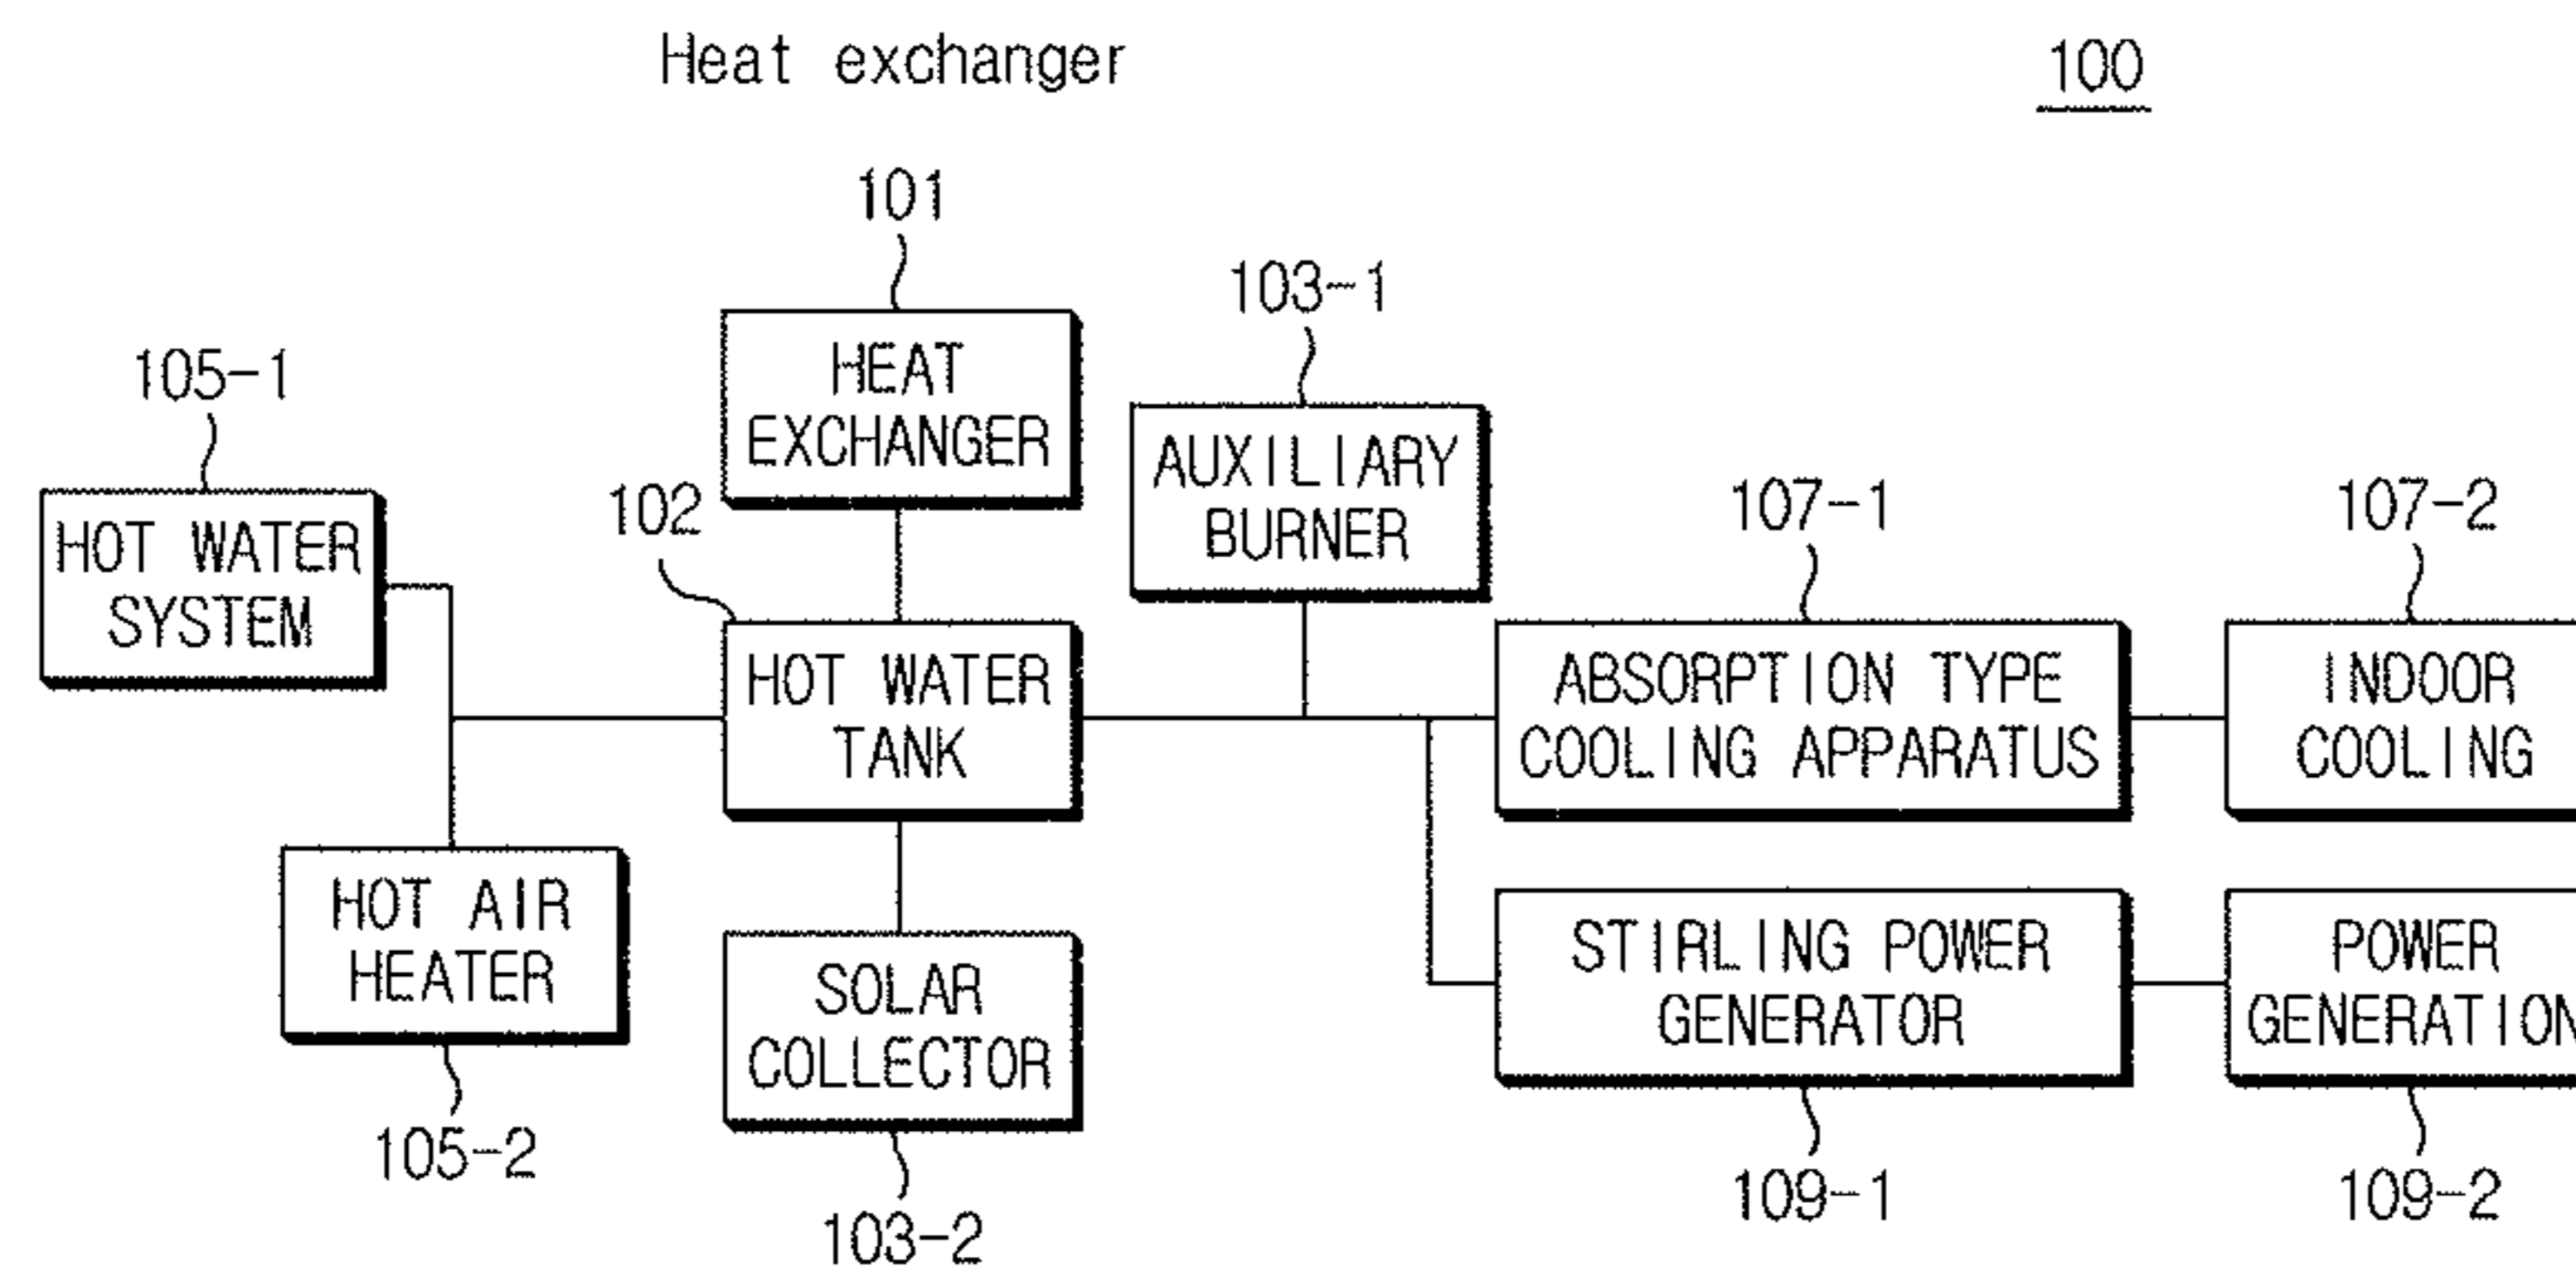 Heat exchanger
100
101
103-1
105-1
HEAT
EXCHANGER
102
AUXILIARY
BURNER
107-1
107-2
HOT WATER
SYSTEM
HOT WATER
TANK
ABSORPTION TYPE
COOLING APPARATUS
INDOOR
COOLING
HOT AIR
HEATER
SOLAR
COLLECTOR
STIRLING POWER
GENERATOR
POWER
GENERATION
105-2
103-2
109-1
109-2